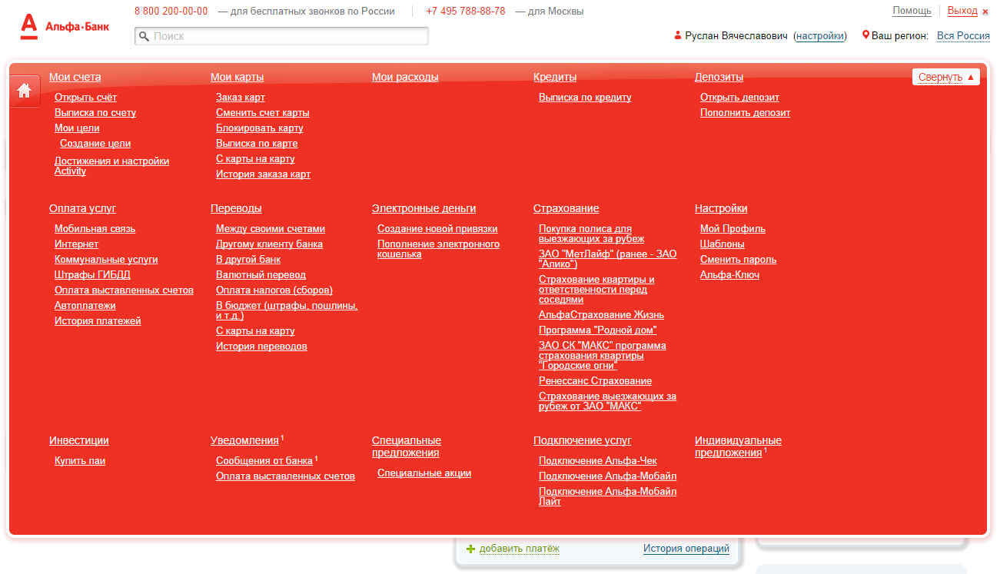 8 800 200-00-00 — для бесплатных звонков по России
+7 495 788-88-78 — для Москвы
Помощь
Выход
Альфа·Банк
Поиск
Руслан Вячеславович (настройки)
Ваш регион: Вся Россия
Свернуть ▲
Мои счета
Открыть счёт
Выписка по счету
Мои цели
Создание цели
Достижения и настройки
Activity
Мои карты
Заказ карт
Сменить счет карты
Блокировать карту
Выписка по карте
С карты на карту
История заказа карт
Мои расходы
Кредиты
Выписка по кредиту
Депозиты
Открыть депозит
Пополнить депозит
Оплата услуг
Мобильная связь
Интернет
Коммунальные услуги
Штрафы ГИБДД
Оплата выставленных счетов
Автоплатежи
История платежей
Переводы
Между своими счетами
Другому клиенту банка
В другой банк
Валютный перевод
Оплата налогов (сборов)
В бюджет (штрафы, пошлины,
и т.д.)
С карты на карту
История переводов
Электронные деньги
Создание новой привязки
Пополнение электронного
кошелька
Страхование
Покупка полиса для
выезжающих за рубеж
ЗАО "МетЛайф" (ранее - ЗАО
"Алико")
Страхование квартиры и
ответственности перед
соседями
АльфаСтрахование Жизнь
Программа "Родной дом"
ЗАО СК "МАКС" программа
страхования квартиры
"Городские огни"
Ренессанс Страхование
Страхование выезжающих за
рубеж от ЗАО "МАКС"
Настройки
Мой Профиль
Шаблоны
Сменить пароль
Альфа-Ключ
Инвестиции
Купить паи
Уведомления 1
Сообщения от банка 1
Оплата выставленных счетов
Специальные
предложения
Специальные акции
Подключение услуг
Подключение Альфа-Чек
Подключение Альфа-Мобайл
Подключение Альфа-Мобайл
Лайт
Индивидуальные
предложения 1
добавить платёж
История операций